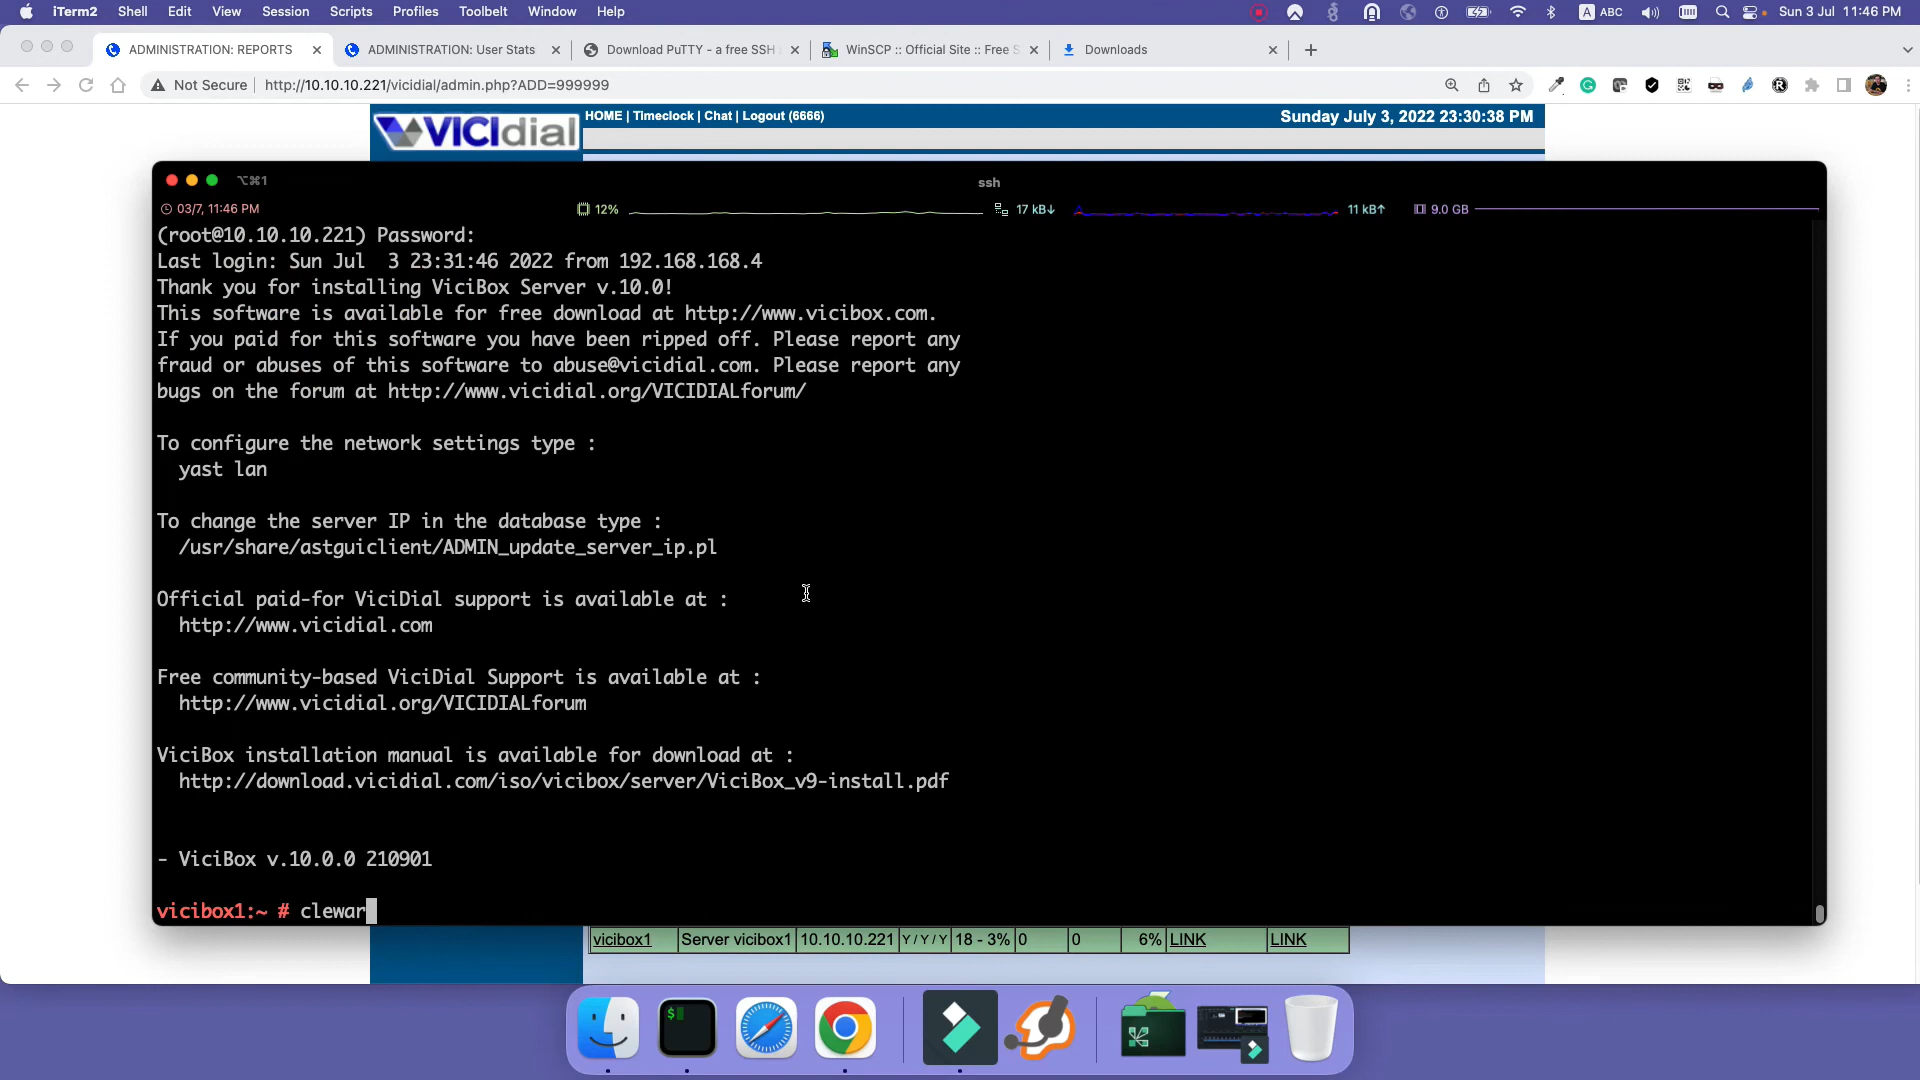 iTerm2 Shell Edit View Session Scripts Profiles Toolbelt Window Help A ABC Sun 3 Jul 11:46 PM
ADMINISTRATION: REPORTS ADMINISTRATION: User Stats Download PuTTY - a free SSH WinSCP :: Official Site :: Free S Downloads
Not Secure http://10.10.10.221/vicidial/admin.php?ADD=999999
VICIdial HOME | Timeclock | Chat | Logout (6666) Sunday July 3, 2022 23:30:38 PM
⌥⌘1 ssh
03/7, 11:46 PM 12% 17 kB↓ 11 kB↑ 9.0 GB
(root@10.10.10.221) Password:
Last login: Sun Jul  3 23:31:46 2022 from 192.168.168.4
Thank you for installing ViciBox Server v.10.0!
This software is available for free download at http://www.vicibox.com.
If you paid for this software you have been ripped off. Please report any
fraud or abuses of this software to abuse@vicidial.com. Please report any
bugs on the forum at http://www.vicidial.org/VICIDIALforum/
To configure the network settings type :
yast lan
To change the server IP in the database type :
/usr/share/astguiclient/ADMIN_update_server_ip.pl
Official paid-for ViciDial support is available at :
http://www.vicidial.com
Free community-based ViciDial Support is available at :
http://www.vicidial.org/VICIDIALforum
ViciBox installation manual is available for download at :
http://download.vicidial.com/iso/vicibox/server/ViciBox_v9-install.pdf
- ViciBox v.10.0.0 210901
vicibox1:~ # clewar
vicibox1 Server vicibox1 10.10.10.221 Y / Y / Y 18 - 3% 0 0 6% LINK LINK
$